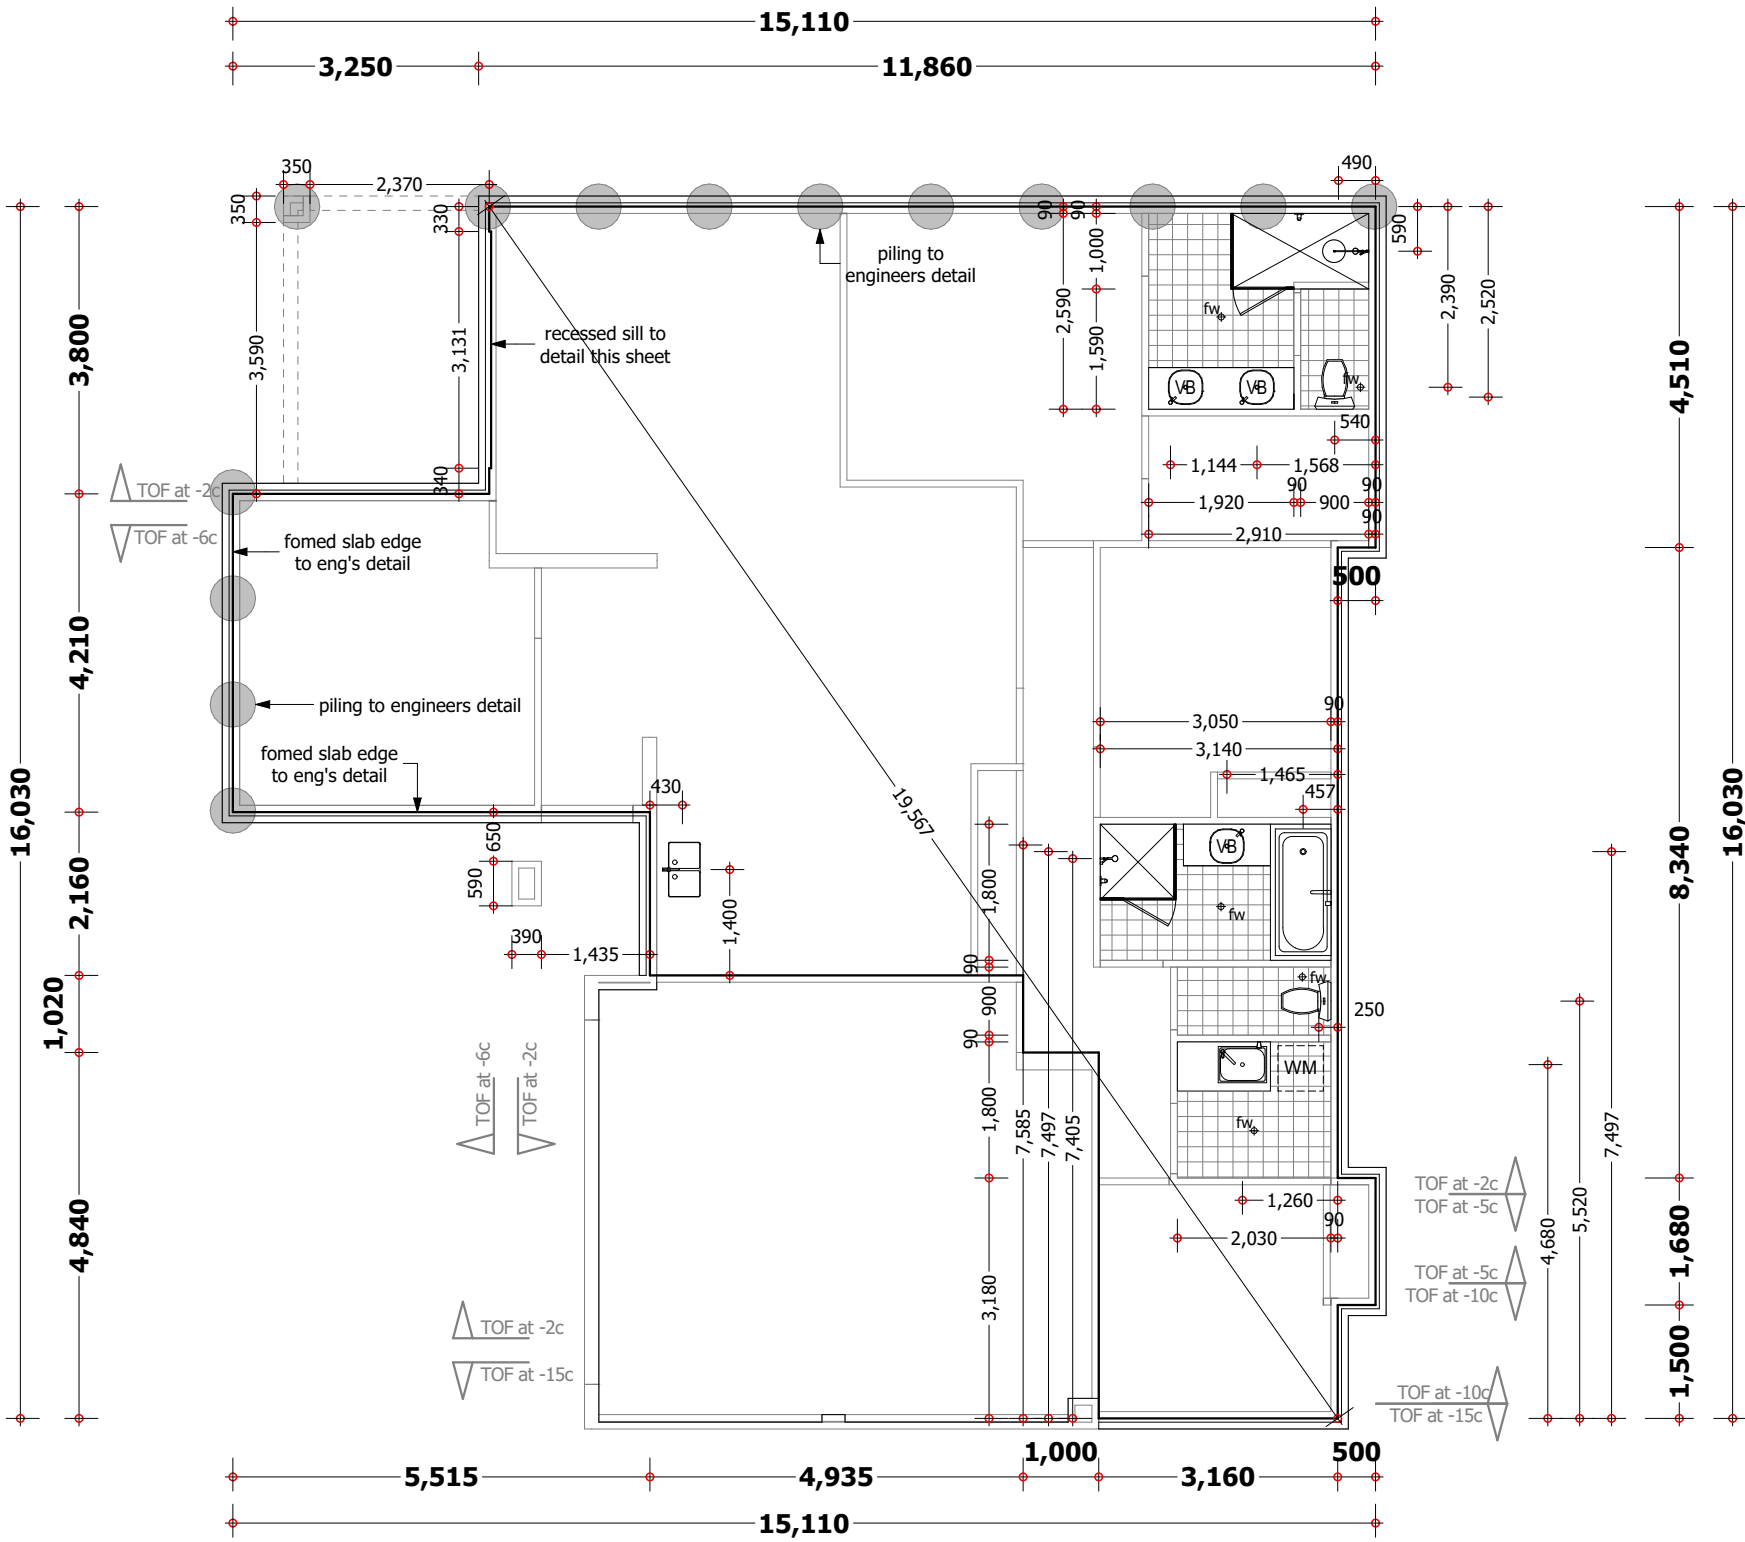 15,110
3,250
11,860
350
2,370
490
350
330
90
90
590
piling to
engineers detail
1,000
2,590
1,590
2,390
2,520
3,800
3,590
3,131
recessed sill to
detail this sheet
fw
VB
VB
fw
4,510
540
340
1,144
1,568
TOF at -2c
TOF at -6c
90
90
1,920
900
90
2,910
fomed slab edge
to eng's detail
500
4,210
piling to engineers detail
90
3,050
3,140
fomed slab edge
to eng's detail
430
1,465
457
16,030
19,567
16,030
650
590
VB
1,800
1,400
fw
8,340
2,160
390
1,435
90
fw
1,020
900
250
90
TOF at -6c
TOF at -2c
WM
1,800
7,585
7,497
7,405
fw
7,497
TOF at -2c
TOF at -5c
1,260
90
2,030
5,520
4,680
4,840
1,680
TOF at -5c
TOF at -10c
3,180
TOF at -2c
TOF at -15c
1,500
TOF at -10c
TOF at -15c
1,000
500
5,515
4,935
3,160
15,110